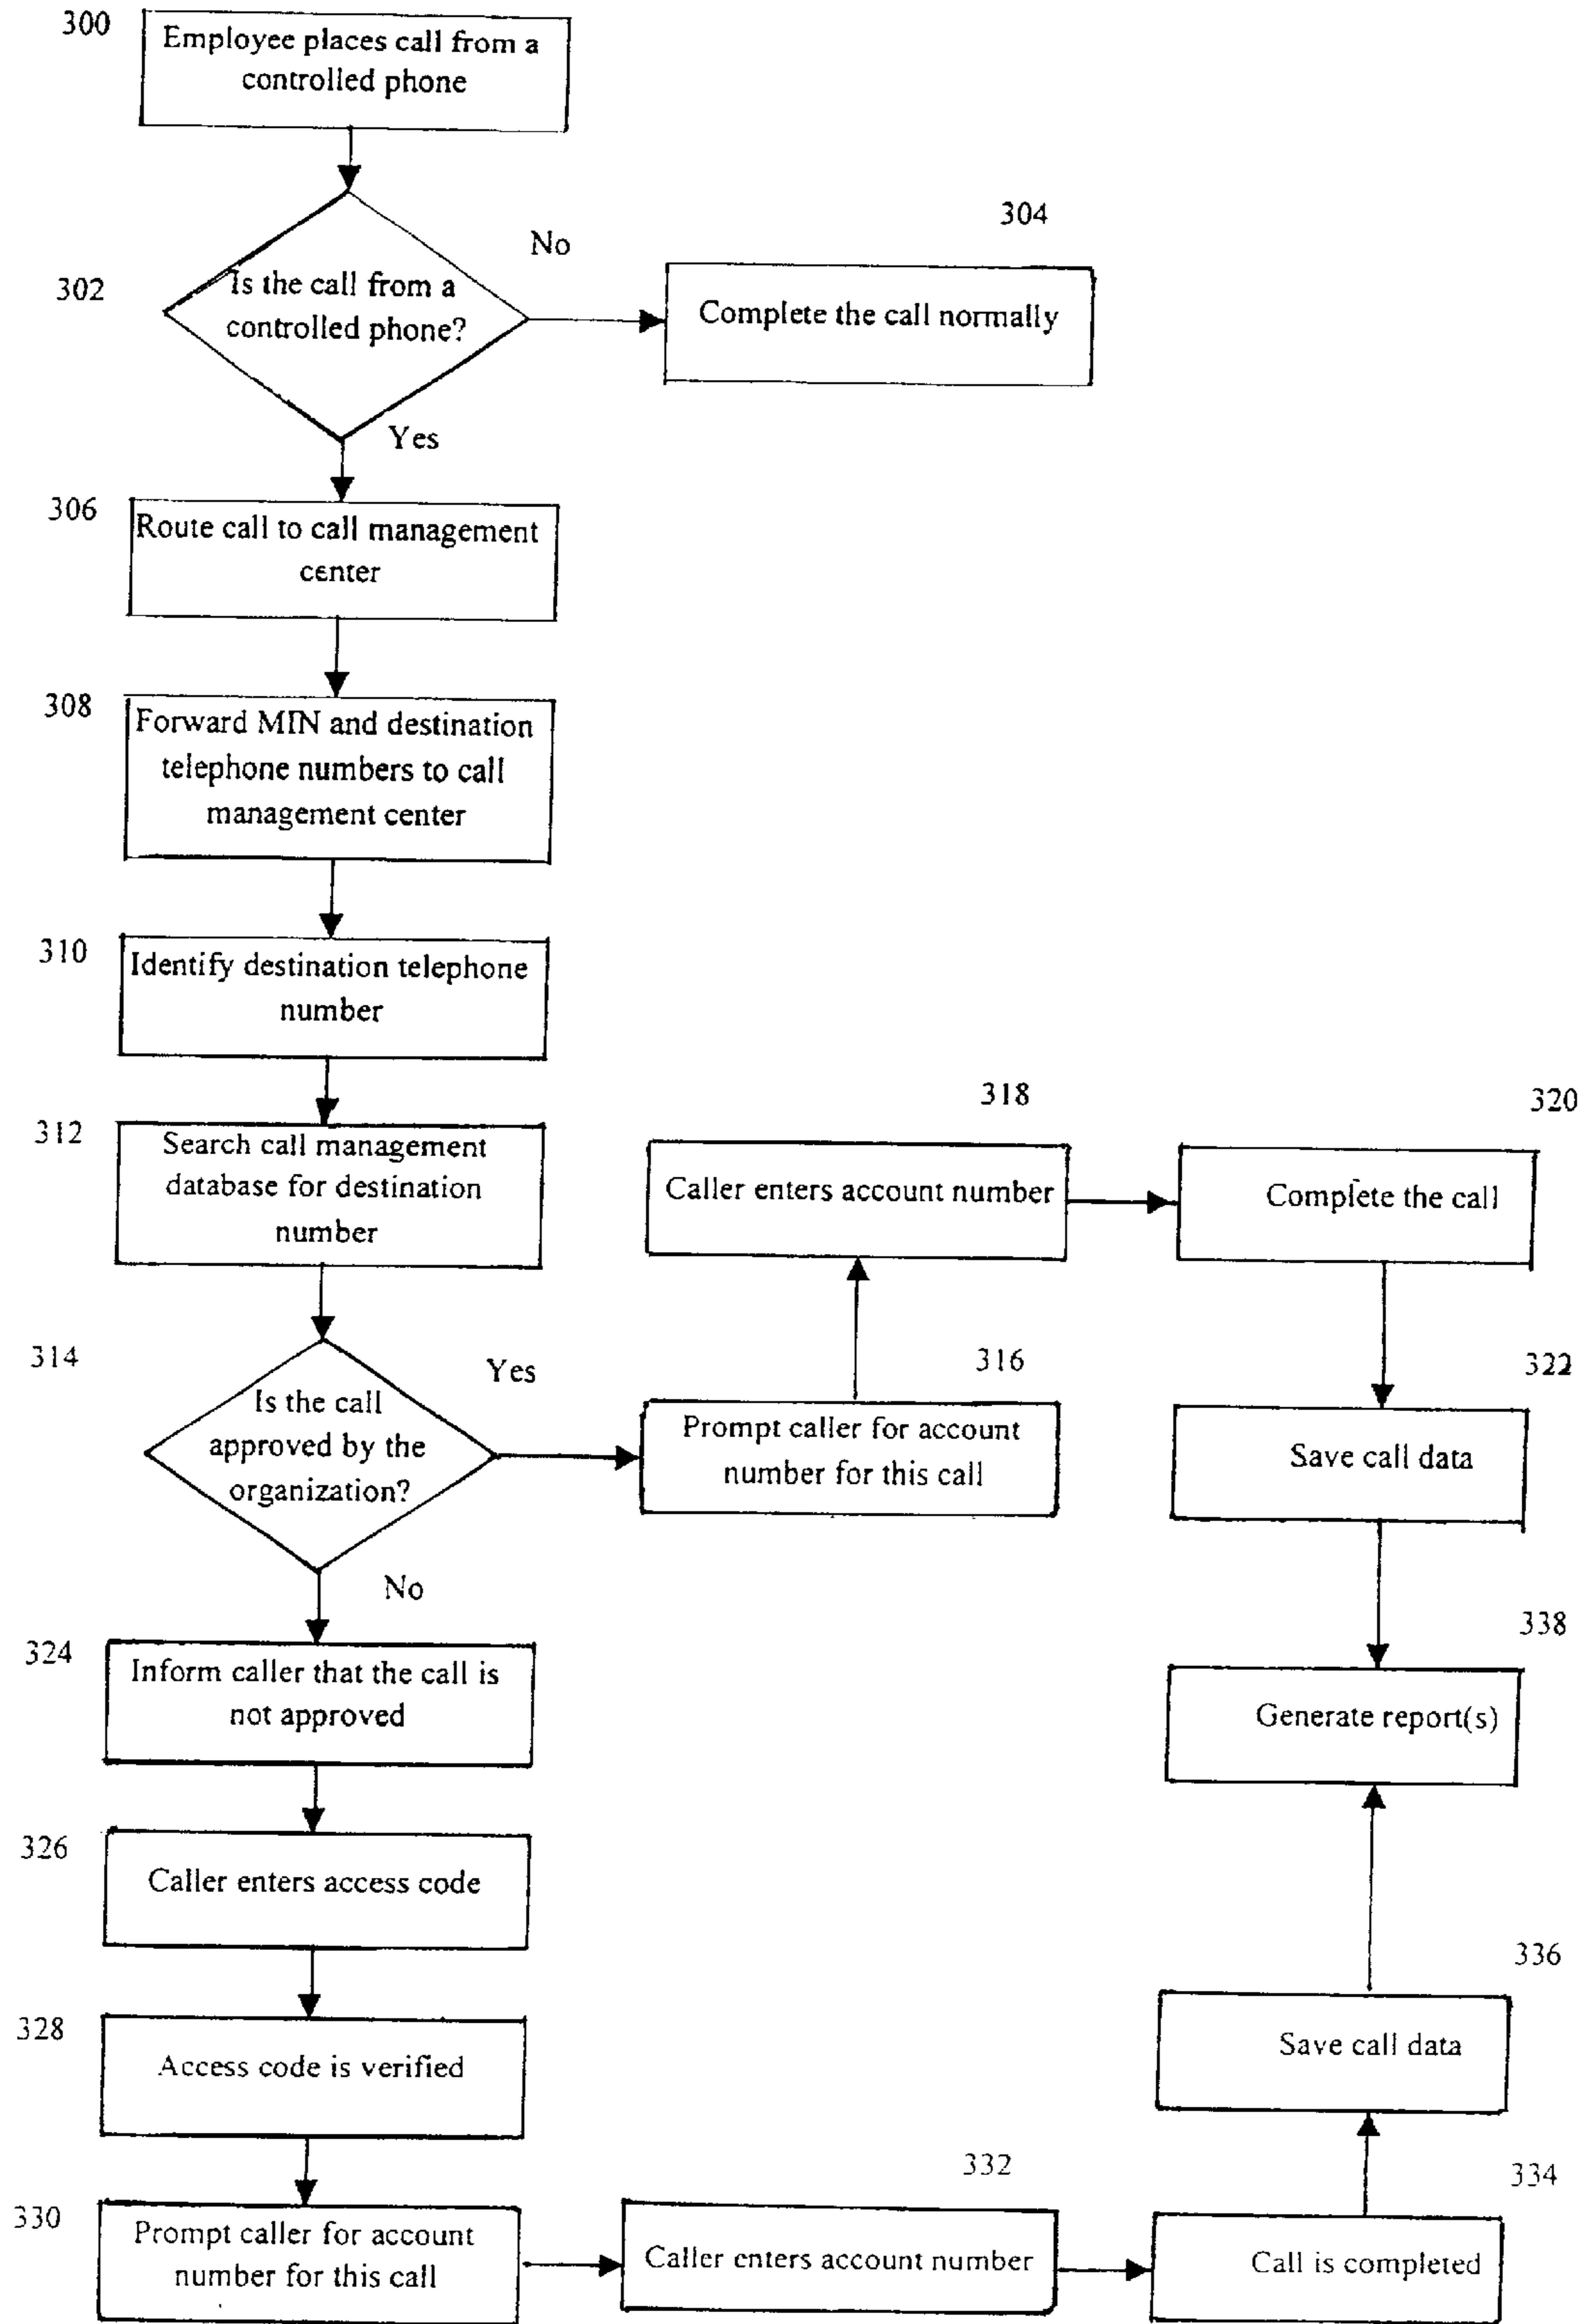 300
Employee places call from a
controlled phone
302
Is the call from a
controlled phone?
No
304
Complete the call normally
Yes
306
Route call to call management
center
308
Forward MIN and destination
telephone numbers to call
management center
310
Identify destination telephone
number
312
Search call management
database for destination
number
318
Caller enters account number
320
Complete the call
314
Is the call
approved by the
organization?
Yes
316
Prompt caller for account
number for this call
322
Save call data
No
324
Inform caller that the call is
not approved
338
Generate report(s)
326
Caller enters access code
328
Access code is verified
336
Save call data
330
Prompt caller for account
number for this call
332
Caller enters account number
334
Call is completed